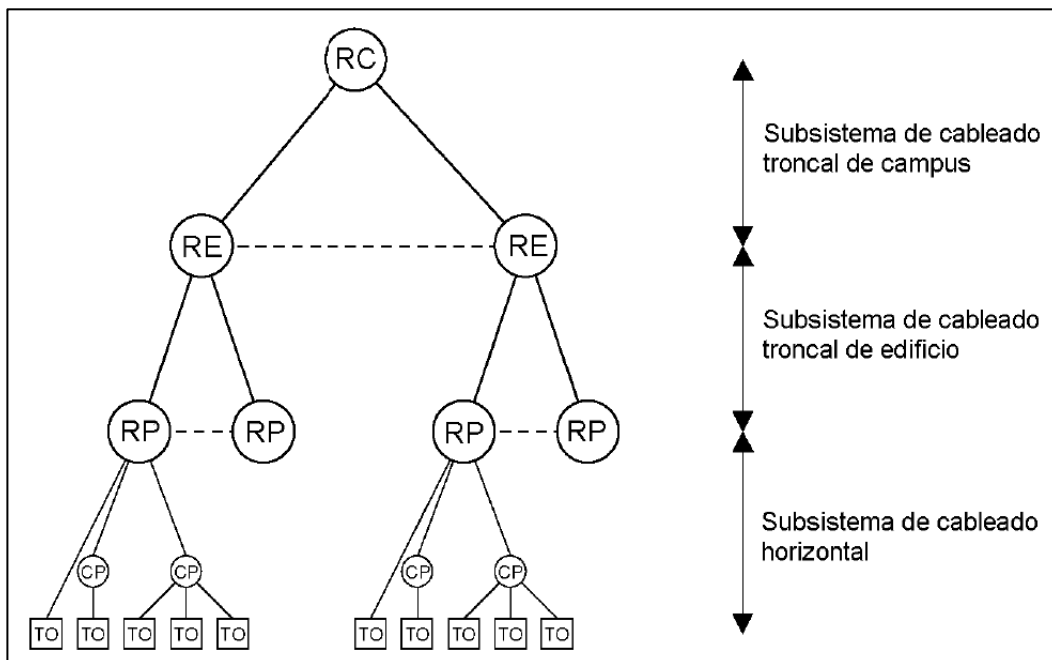 RC
Subsistema de cableado
troncal de campus
RE RE
Subsistema de cableado
troncal de edificio
RP RP RP RP
Subsistema de cableado
horizontal
CP CP CP CP
TO TO TO TO TO TO TO TO TO TO